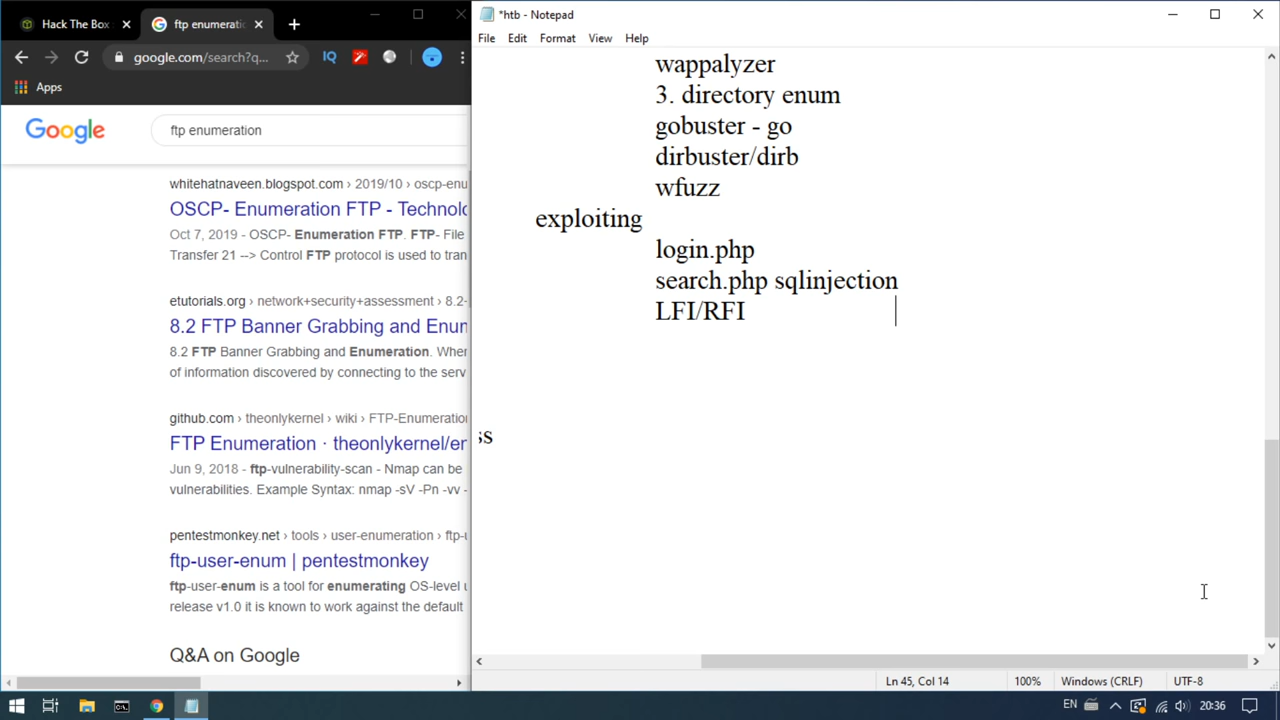 Hack The Box
ftp enumeratio
google.com/search?q...
IQ
Apps
Google
ftp enumeration
whitehatnaveen.blogspot.com › 2019/10 › oscp-enu
OSCP- Enumeration FTP - Technolo
Oct 7, 2019 - OSCP- Enumeration FTP. FTP- File
Transfer 21 --> Control FTP protocol is used to tran
etutorials.org › network+security+assessment › 8.2-
8.2 FTP Banner Grabbing and Enum
8.2 FTP Banner Grabbing and Enumeration. When
of information discovered by connecting to the serv
github.com › theonlykernel › wiki › FTP-Enumeration
FTP Enumeration · theonlykernel/en
Jun 9, 2018 - ftp-vulnerability-scan - Nmap can be
vulnerabilities. Example Syntax: nmap -sV -Pn -vv -
pentestmonkey.net › tools › user-enumeration › ftp-u
ftp-user-enum | pentestmonkey
ftp-user-enum is a tool for enumerating OS-level u
release v1.0 it is known to work against the default
Q&A on Google
*htb - Notepad
File Edit Format View Help
wappalyzer
3. directory enum
gobuster - go
dirbuster/dirb
wfuzz
exploiting
login.php
search.php sqlinjection
LFI/RFI
ss
Ln 45, Col 14
100%
Windows (CRLF)
UTF-8
EN
20:36